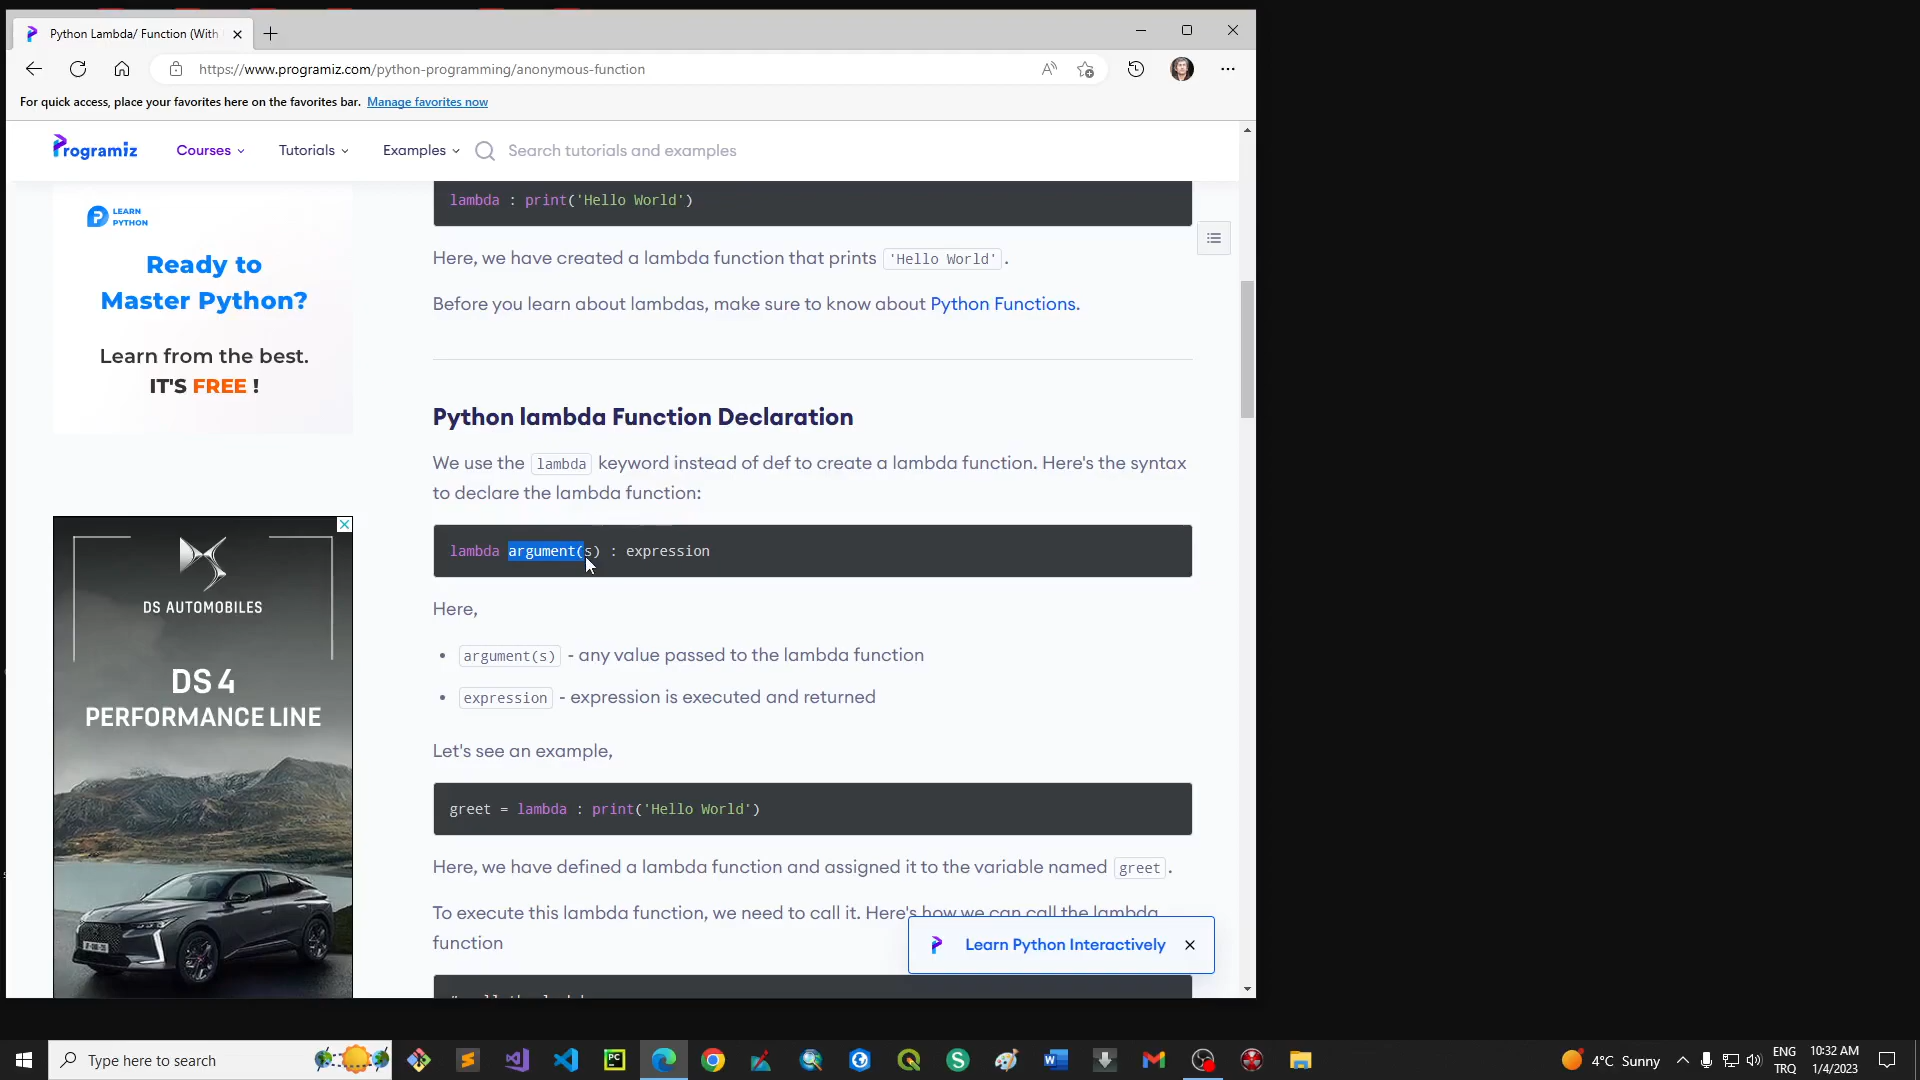 Python Lambda/ Function (With
https://www.programiz.com/python-programming/anonymous-function
For quick access, place your favorites here on the favorites bar. Manage favorites now
Programiz
Courses
Tutorials
Examples
Search tutorials and examples
LEARN
PYTHON
Ready to
Master Python?
Learn from the best.
IT'S FREE !
DS AUTOMOBILES
DS 4
PERFORMANCE LINE
lambda : print('Hello World')
Here, we have created a lambda function that prints 'Hello World'.
Before you learn about lambdas, make sure to know about Python Functions.
Python lambda Function Declaration
We use the lambda keyword instead of def to create a lambda function. Here's the syntax
to declare the lambda function:
lambda argument(s) : expression
Here,
• argument(s) - any value passed to the lambda function
• expression - expression is executed and returned
Let's see an example,
greet = lambda : print('Hello World')
Here, we have defined a lambda function and assigned it to the variable named greet.
To execute this lambda function, we need to call it. Here's how we can call the lambda
function
Learn Python Interactively
Type here to search
4°C Sunny
ENG
TRQ
10:32 AM
1/4/2023